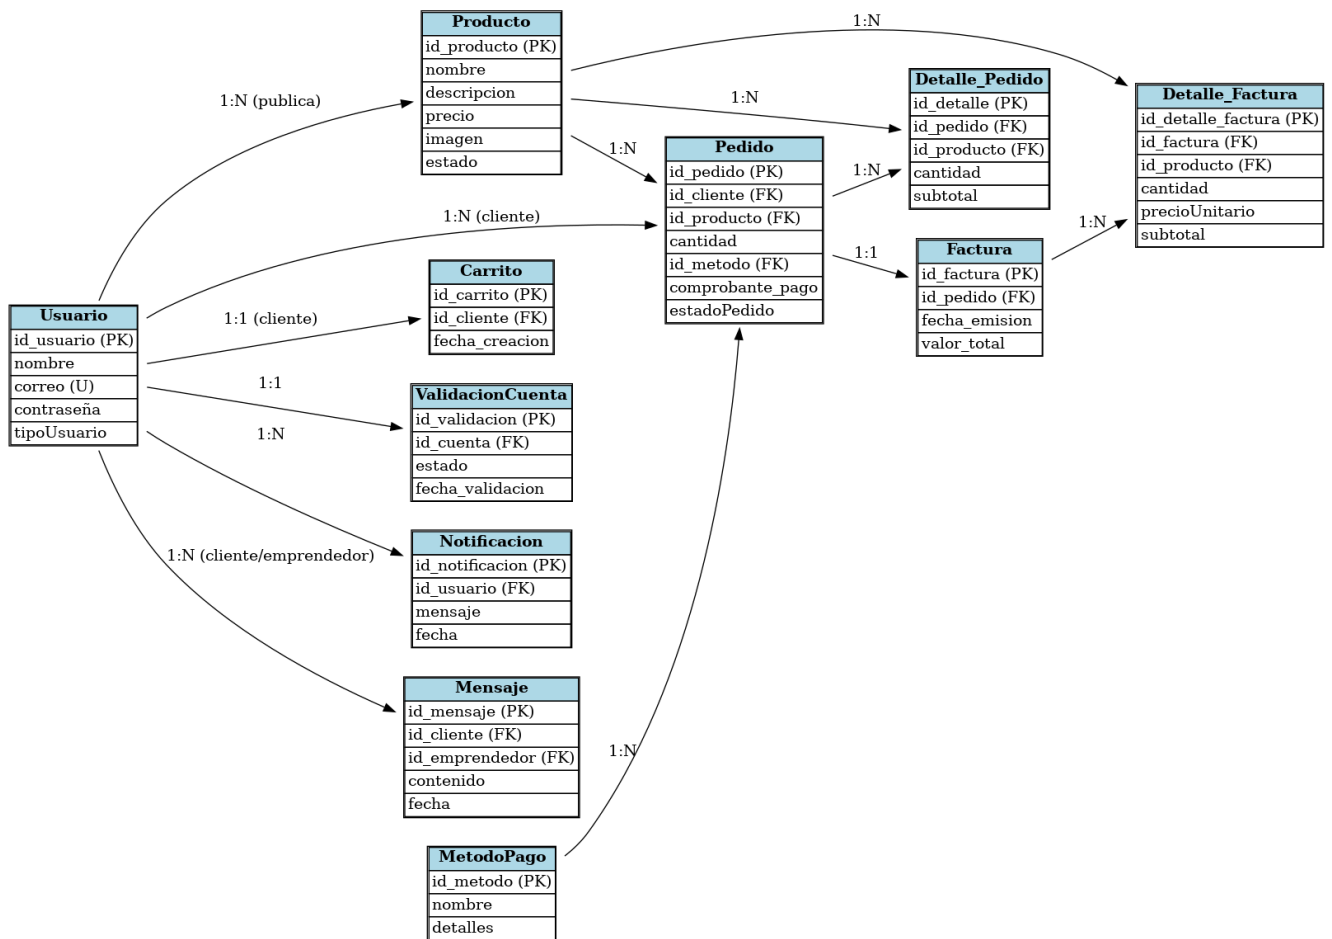 Producto
id_producto (PK)
nombre
descripcion
precio
imagen
estado
1:N
Detalle_Pedido
id_detalle (PK)
id_pedido (FK)
id_producto (FK)
cantidad
subtotal
Detalle_Factura
id_detalle_factura (PK)
id_factura (FK)
id_producto (FK)
cantidad
precioUnitario
subtotal
1:N (publica)
1:N
1:N
Pedido
id_pedido (PK)
id_cliente (FK)
id_producto (FK)
cantidad
id_metodo (FK)
comprobante_pago
estadoPedido
1:N
1:N (cliente)
1:N
1:1
Factura
id_factura (PK)
id_pedido (FK)
fecha_emision
valor_total
Carrito
id_carrito (PK)
id_cliente (FK)
fecha_creacion
Usuario
id_usuario (PK)
nombre
correo (U)
contraseña
tipoUsuario
1:1 (cliente)
1:1
ValidacionCuenta
id_validacion (PK)
id_cuenta (FK)
estado
fecha_validacion
1:N
Notificacion
id_notificacion (PK)
id_usuario (FK)
mensaje
fecha
1:N (cliente/emprendedor)
Mensaje
id_mensaje (PK)
id_cliente (FK)
id_emprendedor (FK)
contenido
fecha
1:N
MetodoPago
id_metodo (PK)
nombre
detalles